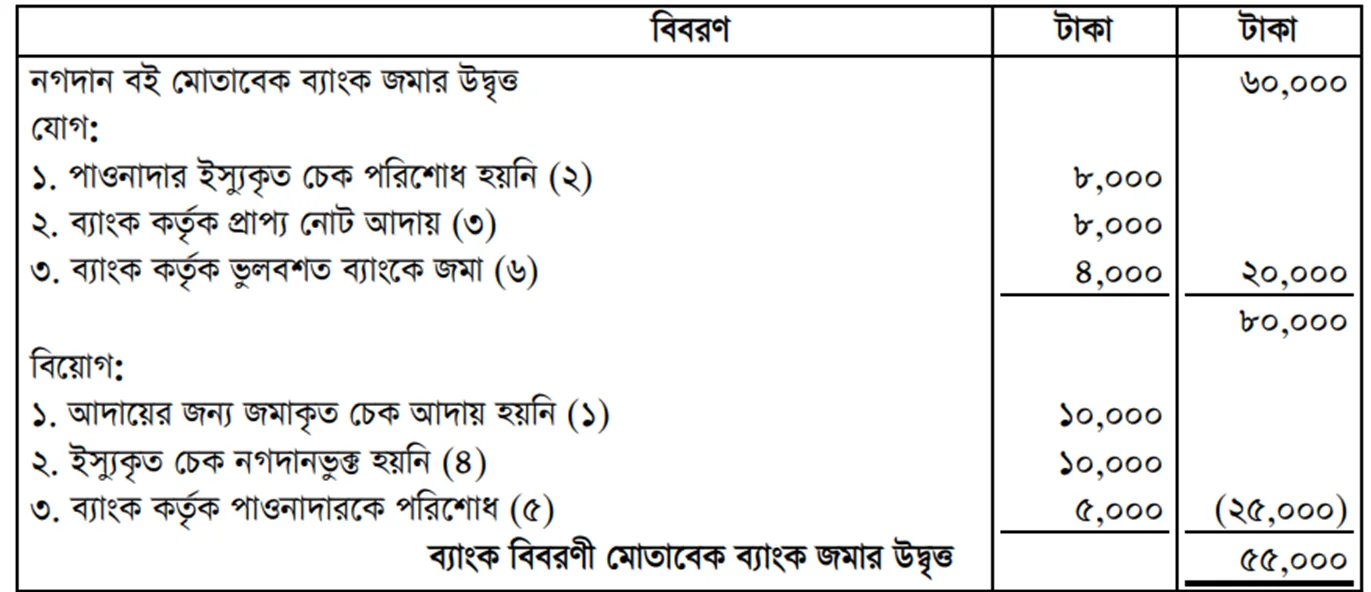 বিবরণ টাকা টাকা
নগদান বই মোতাবেক ব্যাংক জমার উদ্বৃত্ত ৬০,০০০
যোগ:
১. পাওনাদার ইস্যুকৃত চেক পরিশোধ হয়নি (২) ৮,০০০
২. ব্যাংক কর্তৃক প্রাপ্য নোট আদায় (৩) ৮,০০০
৩. ব্যাংক কর্তৃক ভুলবশত ব্যাংকে জমা (৬) ৪,০০০ ২০,০০০
৮০,০০০
বিয়োগ:
১. আদায়ের জন্য জমাকৃত চেক আদায় হয়নি (১) ১০,০০০
২. ইস্যুকৃত চেক নগদানভুক্ত হয়নি (৪) ১০,০০০
৩. ব্যাংক কর্তৃক পাওনাদারকে পরিশোধ (৫) ৫,০০০ (২৫,০০০)
ব্যাংক বিবরণী মোতাবেক ব্যাংক জমার উদ্বৃত্ত ৫৫,০০০